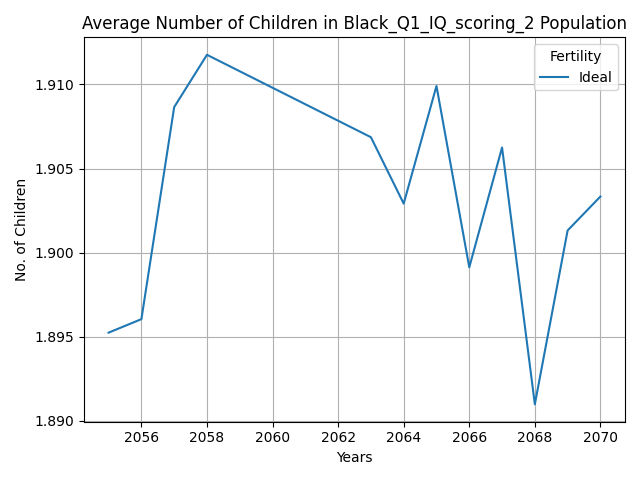 Average Number of Children in Black_Q1_IQ_scoring_2 Population
Fertility
Ideal
No. of Children
1.910
1.905
1.900
1.895
1.890
2056 2058 2060 2062 2064 2066 2068 2070
Years